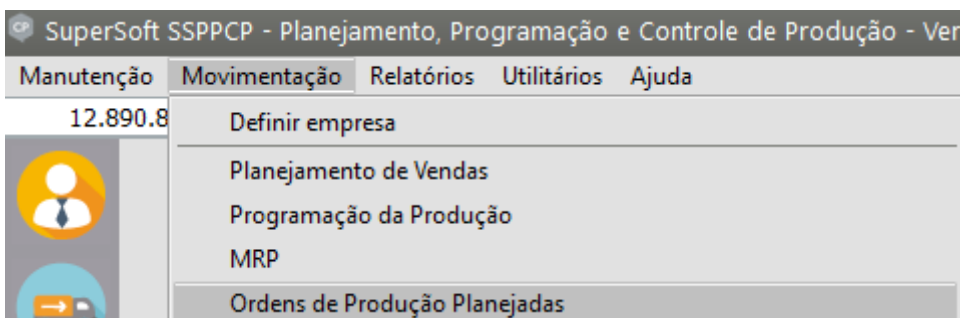 SuperSoft SSPPCP - Planejamento, Programação e Controle de Produção - Ver
Manutenção Movimentação Relatórios Utilitários Ajuda
12.890.8
Definir empresa
Planejamento de Vendas
Programação da Produção
MRP
Ordens de Produção Planejadas